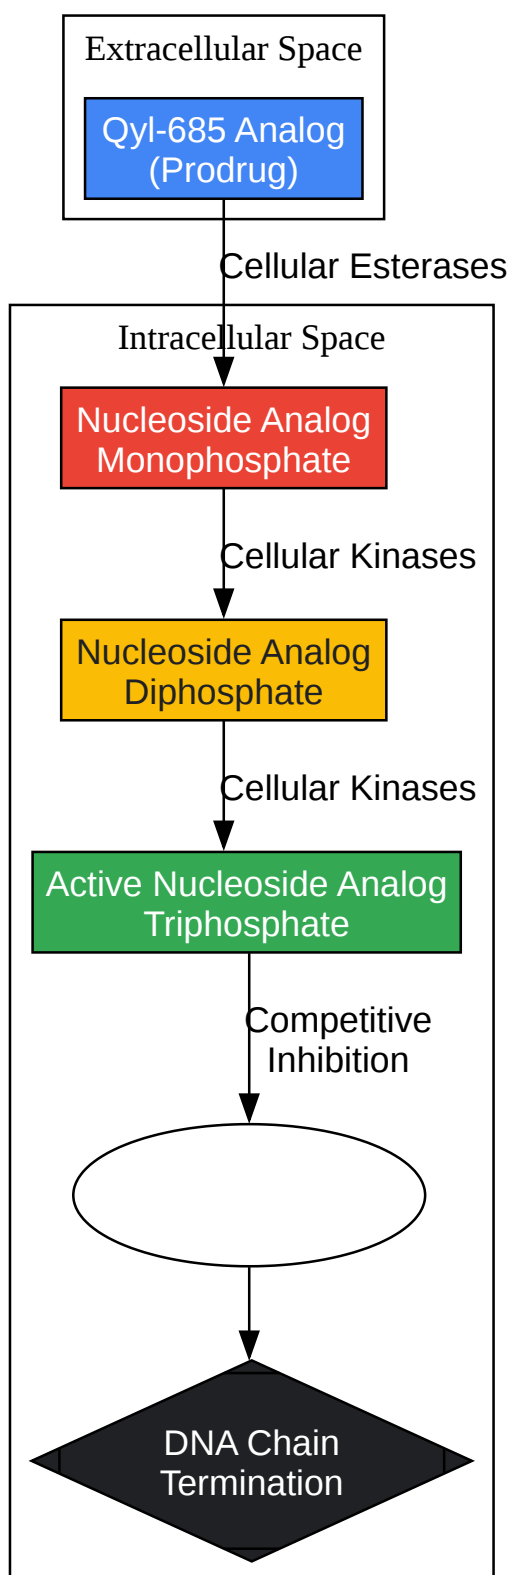 Extracellular Space
Qyl-685 Analog
(Prodrug)
Cellular Esterases
Intracellular Space
Nucleoside Analog
Monophosphate
Cellular Kinases
Nucleoside Analog
Diphosphate
Cellular Kinases
Active Nucleoside Analog
Triphosphate
Competitive
Inhibition
DNA Chain
Termination